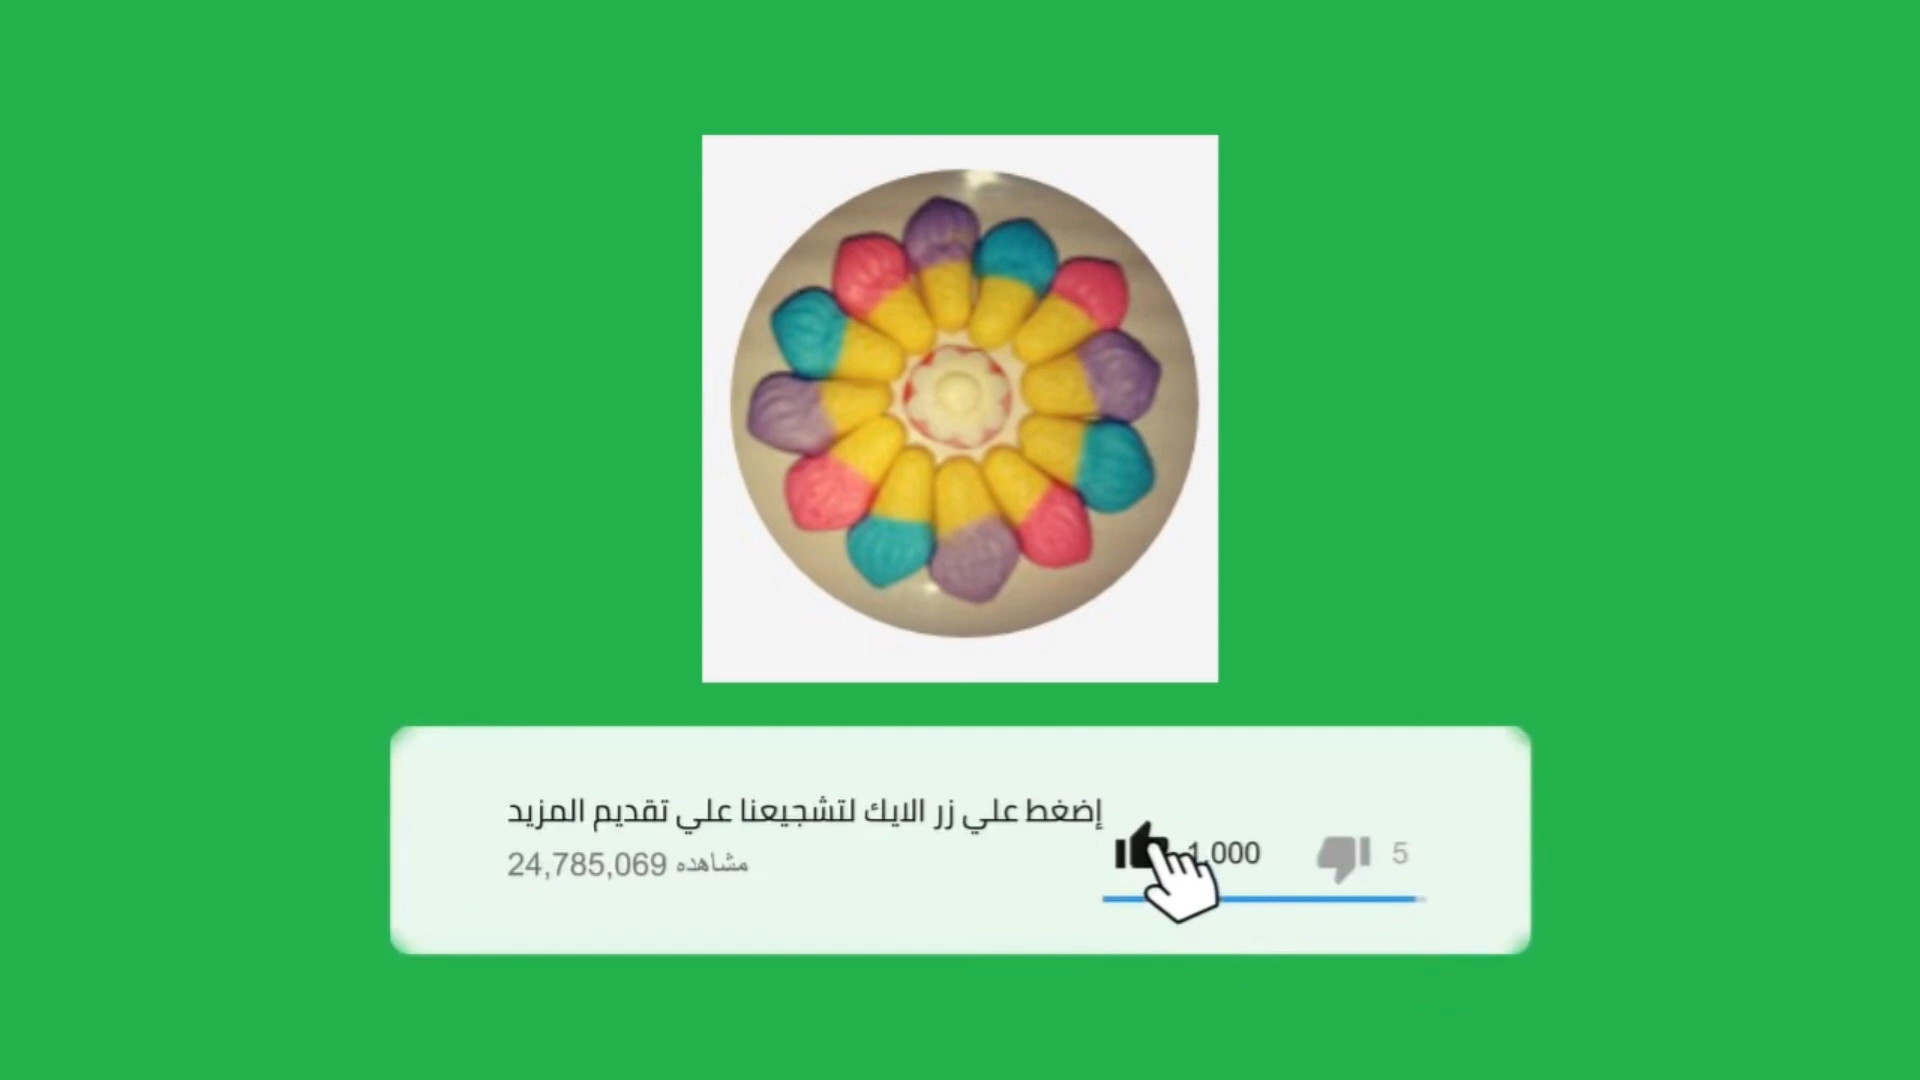 إضغط علي زر الايك لتشجيعنا علي تقديم المزيد
24,785,069 مشاهده
1,000
5